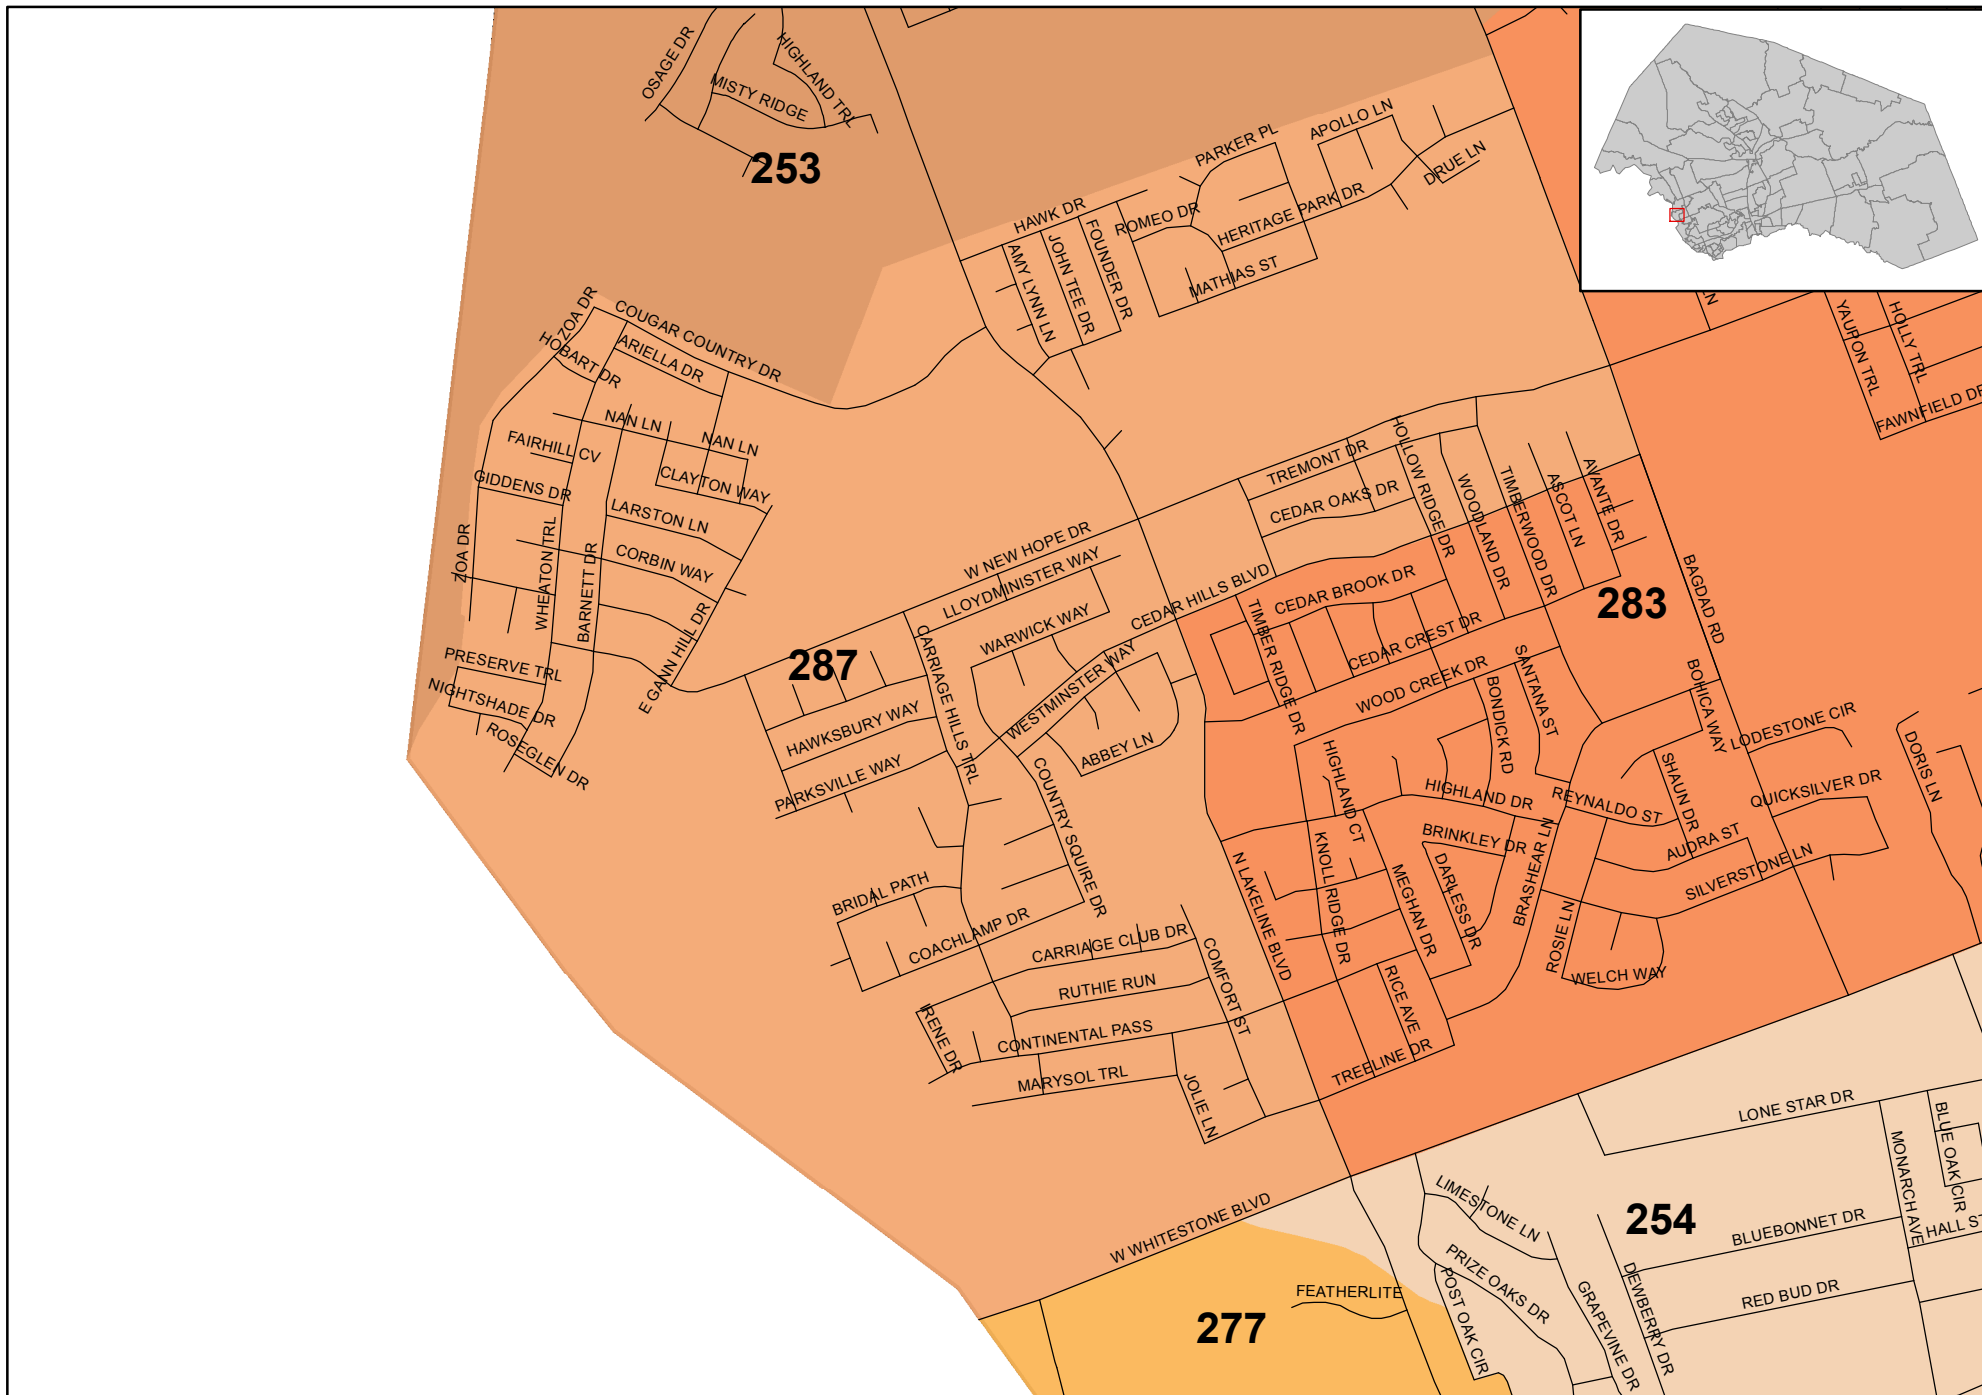 OSAGE DR
HIGHLAND TRL
MISTY RIDGE
253
PARKER PL
APOLLO LN
DRUE LN
HAWK DR
ROMEO DR
HERITAGE PARK DR
FOUNDER DR
JOHN TEE DR
AMY LYNN LN
MATHIAS ST
ZOA DR
COUGAR COUNTRY DR
HOBART DR
ARIELLA DR
YAUPON TRL
HOLLY TRL
FAWNFIELD DR
NAN LN
NAN LN
FAIRHILL CV
GIDDENS DR
CLAYTON WAY
LARSTON LN
ZOA DR
WHEATON TRL
BARNETT DR
CORBIN WAY
E GANN HILL DR
PRESERVE TRL
NIGHTSHADE DR
ROSEGLEN DR
TREMONT DR
CEDAR OAKS DR
HOLLOW RIDGE DR
WOODLAND DR
TIMBERWOOD DR
ASCOT LN
AVANTE DR
W NEW HOPE DR
LLOYDMINISTER WAY
WARWICK WAY
CEDAR HILLS BLVD
CEDAR BROOK DR
283
BAGDAD RD
287
CARRIAGE HILLS TRL
WESTMINSTER WAY
TIMBER RIDGE DR
CEDAR CREST DR
WOOD CREEK DR
SANTANA ST
BONDICK RD
BOHICA WAY
HAWKSBURY WAY
PARKSVILLE WAY
ABBEY LN
COUNTRY SQUIRE DR
HIGHLAND CT
HIGHLAND DR
REYNALDO ST
SHAUN DR
LODESTONE CIR
DORIS LN
QUICKSILVER DR
BRINKLEY DR
BRASHEAR LN
AUDRA ST
SILVERSTONE LN
N LAKELINE BLVD
KNOLL RIDGE DR
MEGHAN DR
DARLESS DR
ROSIE LN
WELCH WAY
BRIDAL PATH
COACHLAMP DR
CARRIAGE CLUB DR
COMFORT ST
RUTHIE RUN
RICE AVE
IRENE DR
CONTINENTAL PASS
MARYSOL TRL
JOLIE LN
TREELINE DR
LONE STAR DR
MONARCH AVE
BLUE OAK CIR
HALL ST
W WHITESTONE BLVD
LIMESTONE LN
254
BLUEBONNET DR
PRIZE OAKS DR
POST OAK CIR
GRAPEVINE DR
DEWBERRY DR
RED BUD DR
FEATHERLITE
277